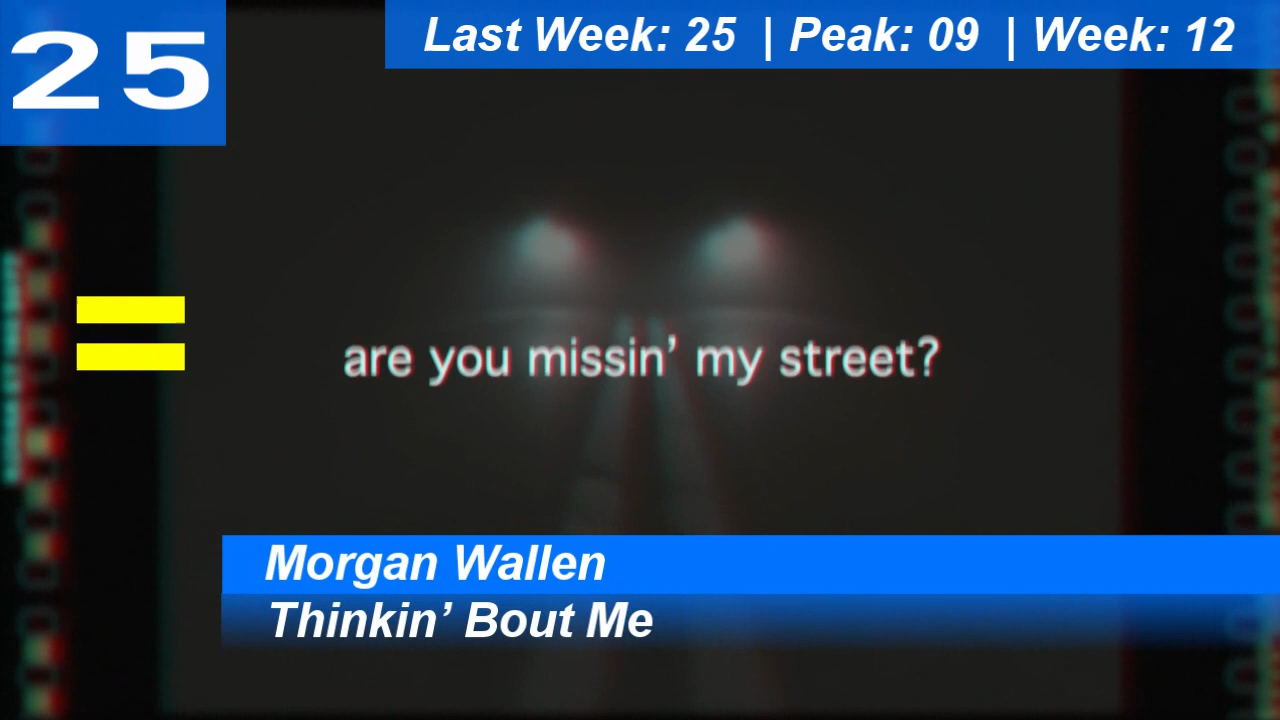 25
Last Week: 25 | Peak: 09 | Week: 12
are you missin’ my street?
Morgan Wallen
Thinkin’ Bout Me